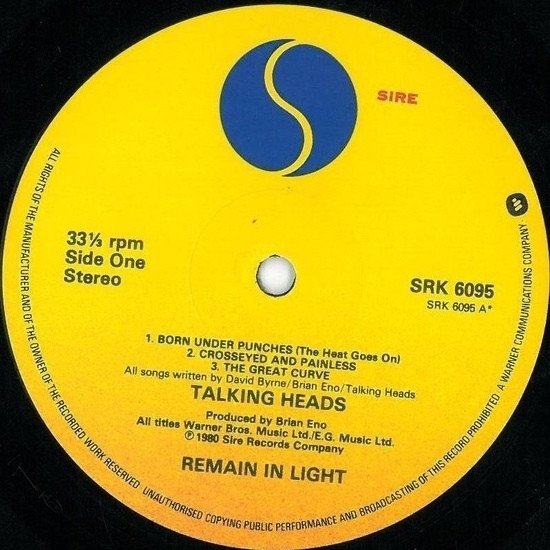 SIRE
33⅓ rpm
Side One
Stereo
SRK 6095
SRK 6095 A*
1. BORN UNDER PUNCHES (The Heat Goes On)
2. CROSSEYED AND PAINLESS
3. THE GREAT CURVE
All songs written by David Byrne/Brian Eno/Talking Heads
TALKING HEADS
Produced by Brian Eno
All titles Warner Bros. Music Ltd./E.G. Music Ltd.
℗ 1980 Sire Records Company
REMAIN IN LIGHT
ALL RIGHTS OF THE MANUFACTURER AND OF THE OWNER OF THE RECORDED WORK RESERVED UNAUTHORISED COPYING PUBLIC PERFORMANCE AND BROADCASTING OF THIS RECORD PROHIBITED A WARNER COMMUNICATIONS COMPANY